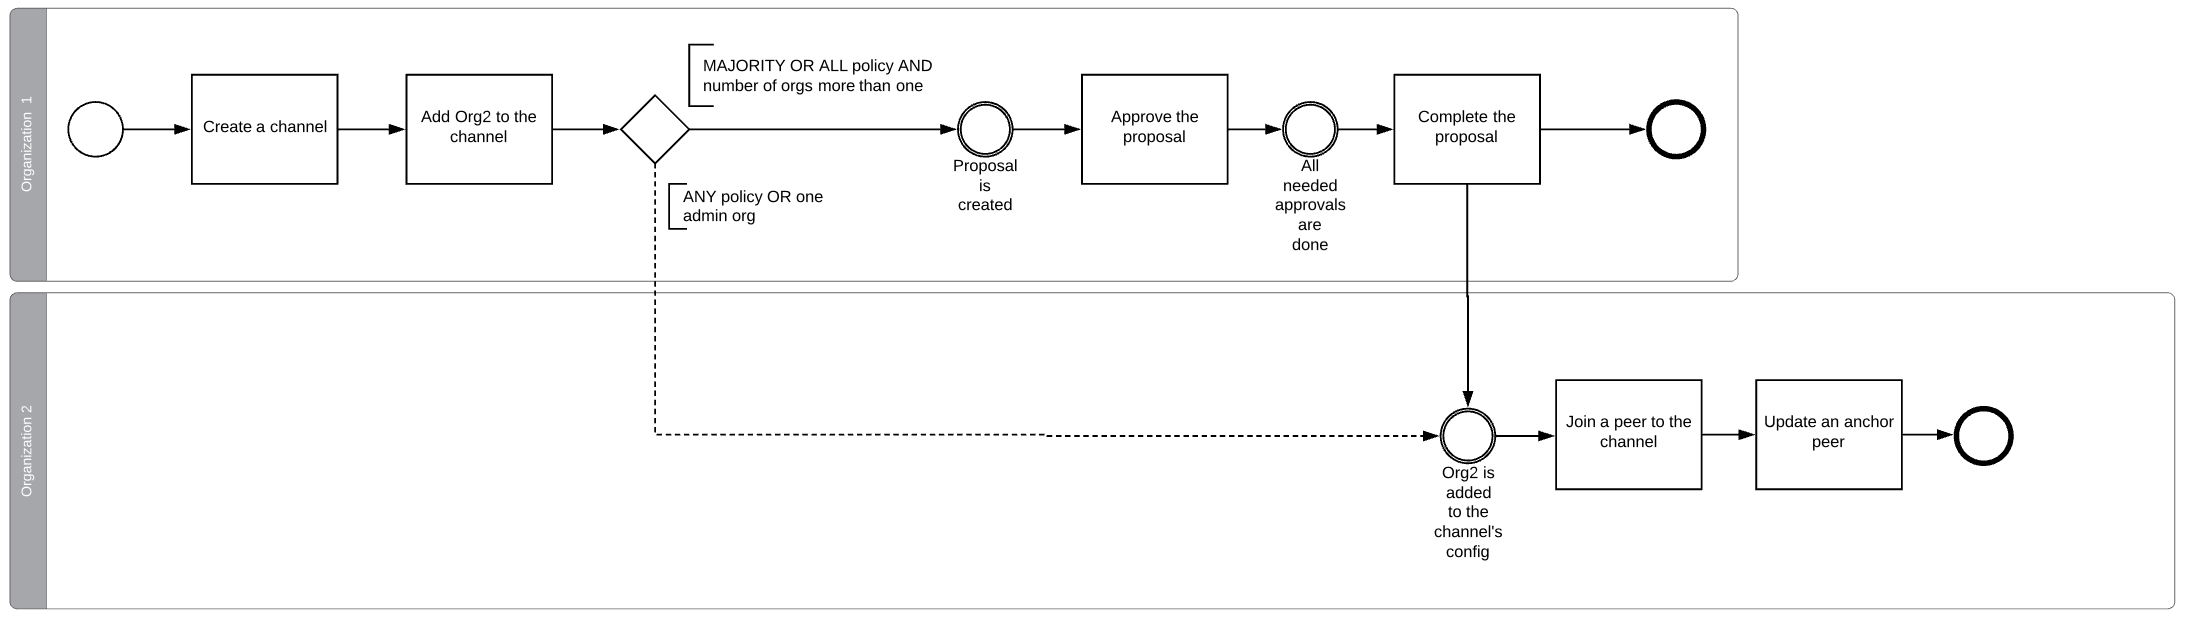 Organization 1
Create a channel
Add Org2 to the
channel
MAJORITY OR ALL policy AND
number of orgs more than one
ANY policy OR one
admin org
Proposal
is
created
Approve the
proposal
All
needed
approvals
are
done
Complete the
proposal
Organization 2
Org2 is
added
to the
channel's
config
Join a peer to the
channel
Update an anchor
peer